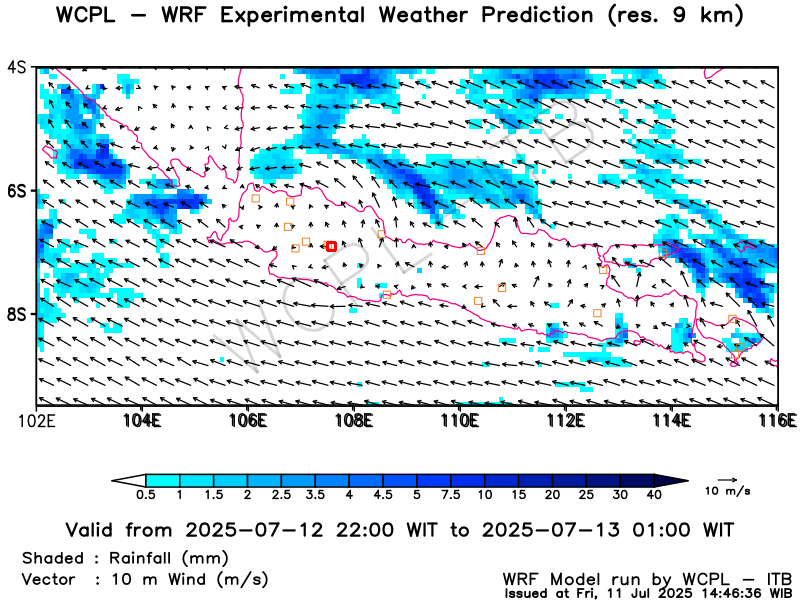 WCPL – WRF Experimental Weather Prediction (res. 9 km)
4S
6S
8S
WCPL ITB
102E 104E 106E 108E 110E 112E 114E 116E
0.5 1 1.5 2 2.5 3.5 4.5 5 7.5 10 15 20 25 30 40
10 m/s
Valid from 2025-07-12 22:00 WIT to 2025-07-13 01:00 WIT
Shaded : Rainfall (mm)
Vector : 10 m Wind (m/s)
WRF Model run by WCPL – ITB
Issued at Fri, 11 Jul 2025 14:46:36 WIB